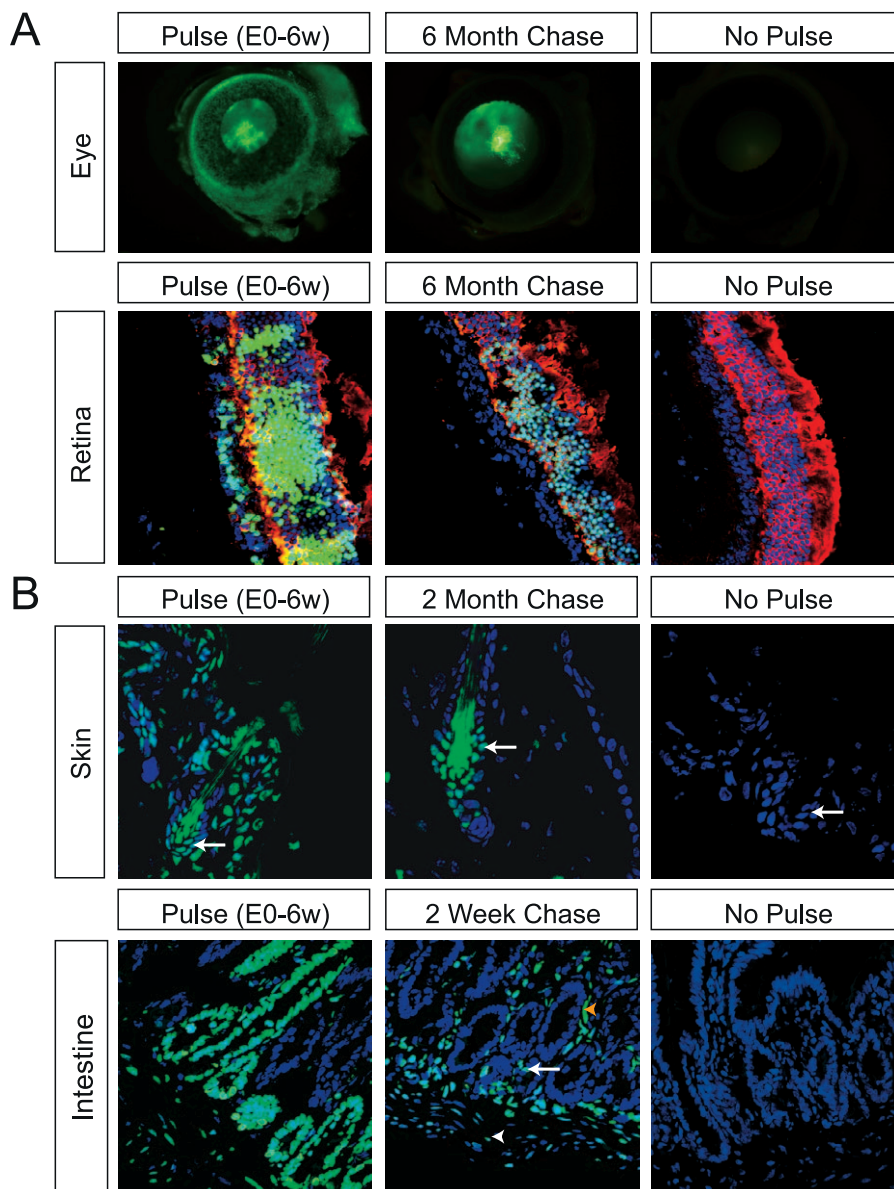 A
Pulse (E0-6w)
6 Month Chase
No Pulse
Eye
Pulse (E0-6w)
6 Month Chase
No Pulse
Retina
B
Pulse (E0-6w)
2 Month Chase
No Pulse
Skin
Pulse (E0-6w)
2 Week Chase
No Pulse
Intestine